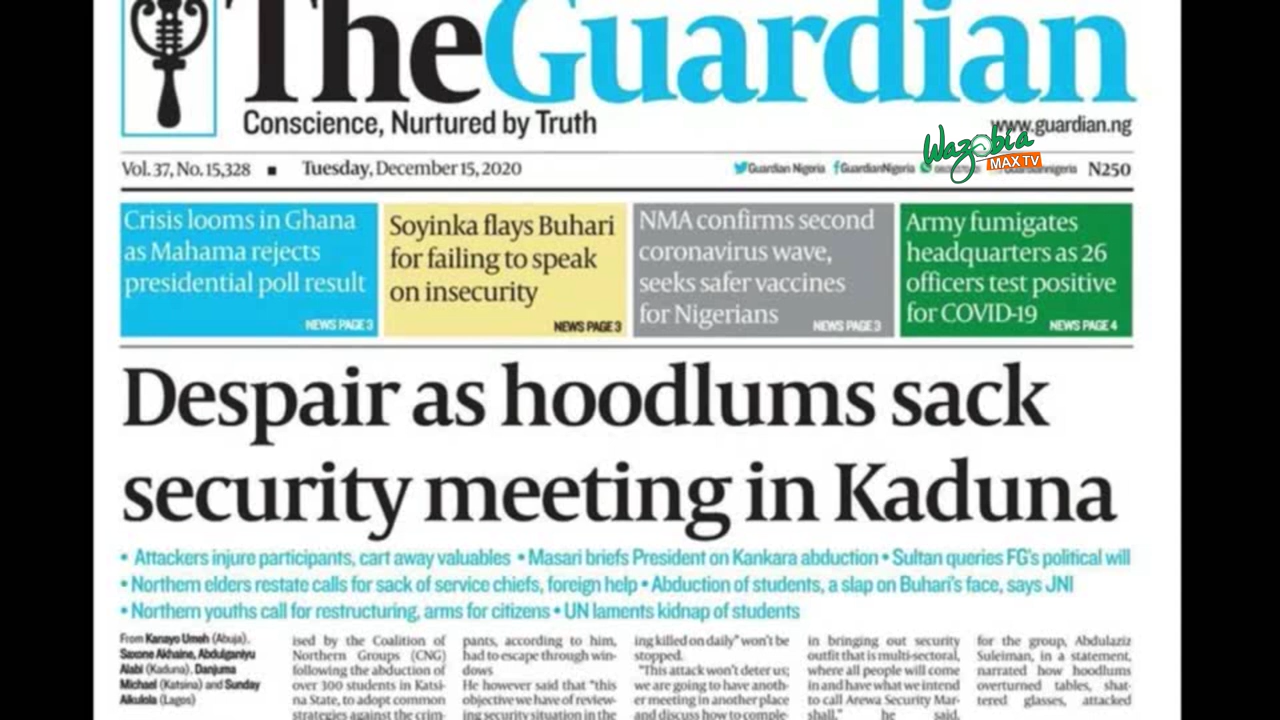 TheGuardian
Conscience, Nurtured by Truth
www.guardian.ng
Wazobia
MAX TV
Vol. 37, No. 15,328 ■ Tuesday, December 15, 2020
Guardian Nigeria GuardianNigeria
N250
Crisis looms in Ghana
as Mahama rejects
presidential poll result
NEWS PAGE 3
Soyinka flays Buhari
for failing to speak
on insecurity
NEWS PAGE 3
NMA confirms second
coronavirus wave,
seeks safer vaccines
for Nigerians
NEWS PAGE 3
Army fumigates
headquarters as 26
officers test positive
for COVID-19
NEWS PAGE 4
Despair as hoodlums sack
security meeting in Kaduna
• Attackers injure participants, cart away valuables • Masari briefs President on Kankara abduction • Sultan queries FG's political will
• Northern elders restate calls for sack of service chiefs, foreign help • Abduction of students, a slap on Buhari's face, says JNI
• Northern youths call for restructuring, arms for citizens • UN laments kidnap of students
From Kanayo Umeh (Abuja),
Saxone Akhaine, Abdulganiyu
Alabi (Kaduna), Danjuma
Michael (Katsina) and Sunday
Aikulola (Lagos)
ised by the Coalition of
Northern Groups (CNG)
following the abduction of
over 300 students in Katsi-
na State, to adopt common
strategies against the crim-
pants, according to him,
had to escape through win-
dows
He however said that "this
objective we have of review-
ing security situation in the
ing killed on daily" won't be
stopped.
"This attack won't deter us;
we are going to have anoth-
er meeting in another place
and discuss how to comple-
in bringing out security
outfit that is multi-sectoral,
where all people will come
in and have what we intend
to call Arewa Security Mar-
shall," he said.
for the group, Abdulaziz
Suleiman, in a statement,
narrated how hoodlums
overturned tables, shat-
tered glasses, attacked